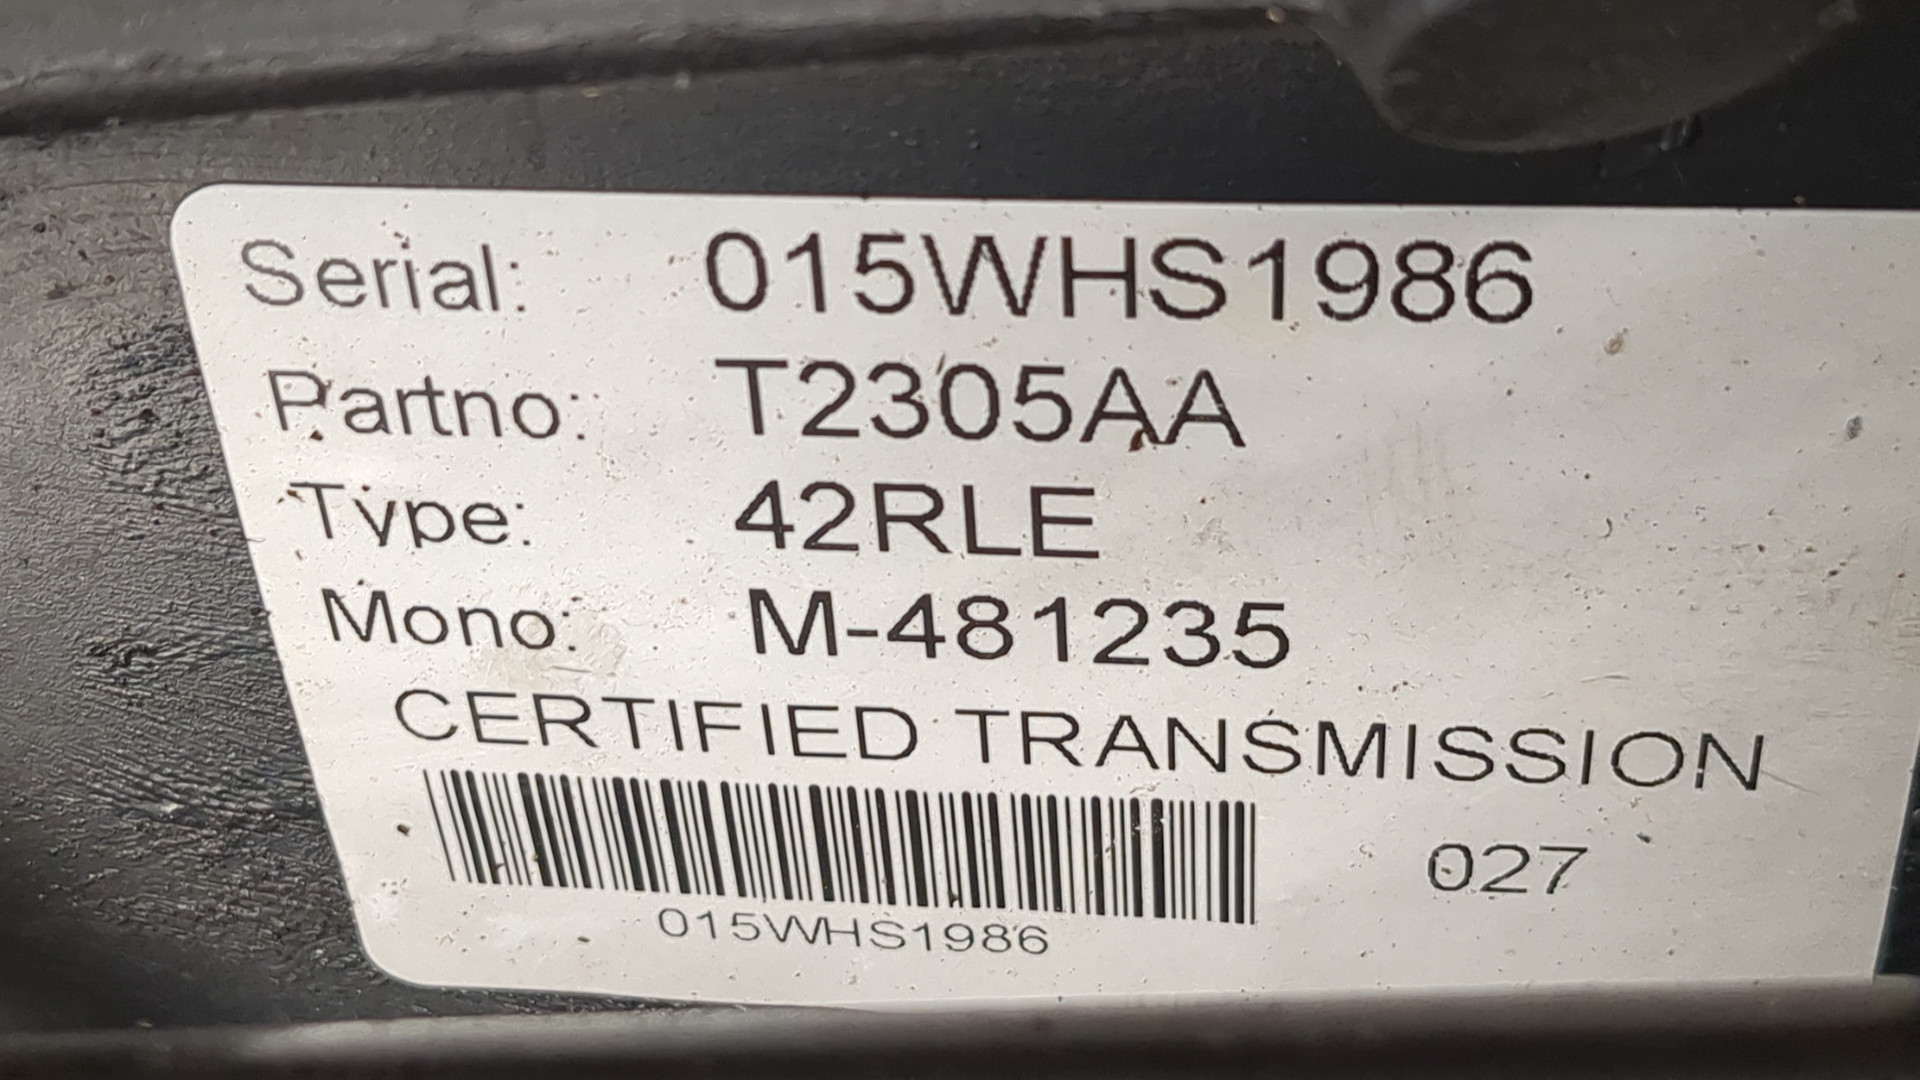 Serial: 015WHS1986
Partno: T2305AA
Type: 42RLE
Mono: M-481235
CERTIFIED TRANSMISSION
027
015WHS1986